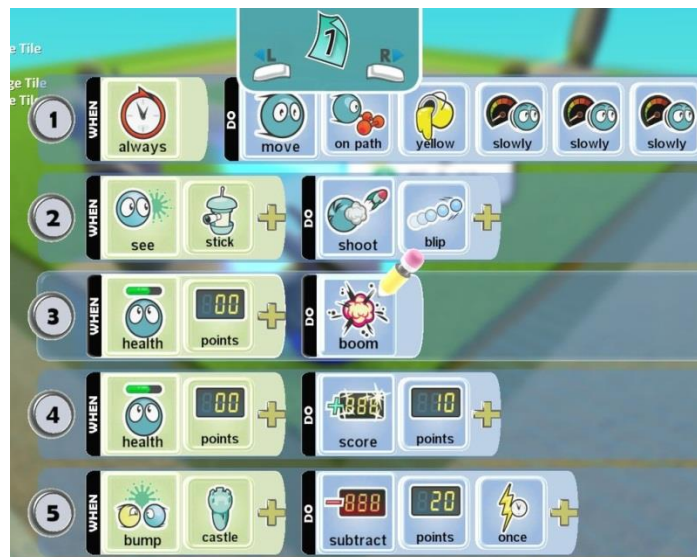 1
L R
e Tile
ge Tile
e Tile
1 WHEN always DO move on path yellow slowly slowly slowly
2 WHEN see stick DO shoot blip
3 WHEN health 00 points DO boom
4 WHEN health 00 points DO score 10 points
5 WHEN bump castle DO subtract 20 points once